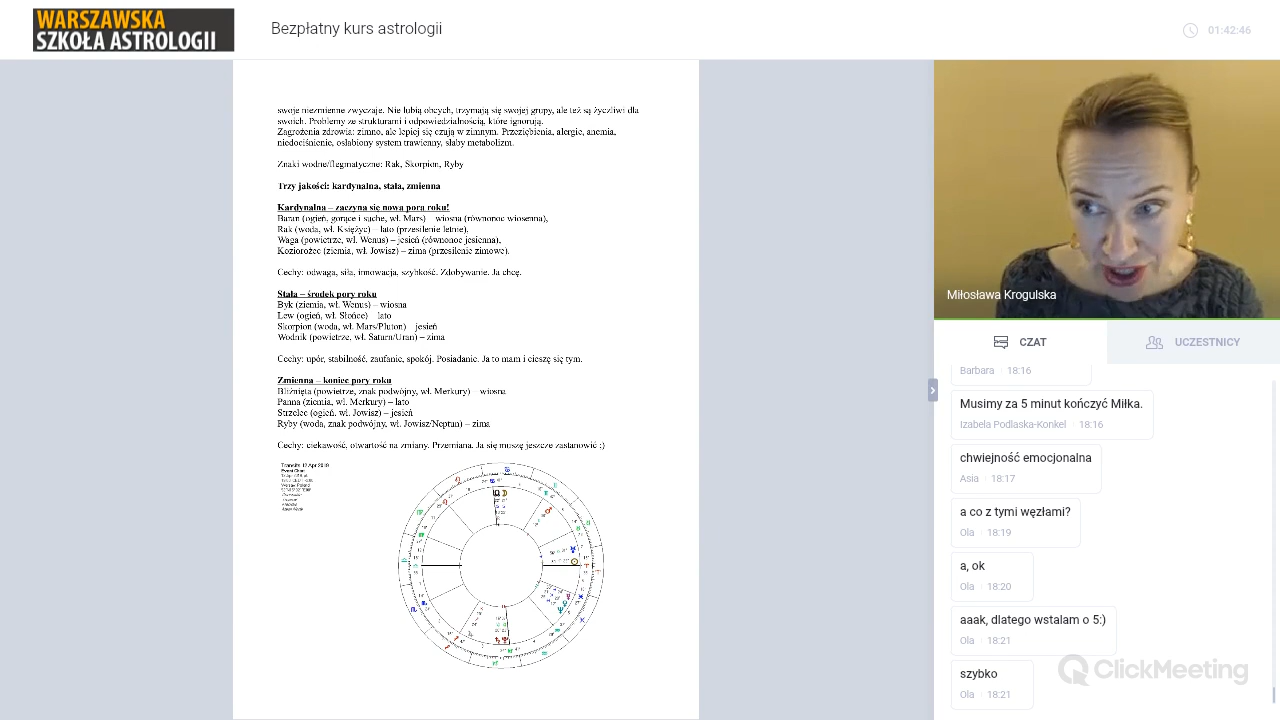 WARSZAWSKA
SZKOŁA ASTROLOGII
Bezpłatny kurs astrologii
01:42:46
swoje niezmienne zwyczaje. Nie lubią obcych, trzymają się swojej grupy, ale też są życzliwi dla
swoich. Problemy ze strukturami i odpowiedzialnością, które ignorują.
Zagrożenia zdrowia: zimno, ale lepiej się czują w zimnym. Przeziębienia, alergie, anemia,
niedociśnienie, osłabiony system trawienny, słaby metabolizm.
Znaki wodne/flegmatyczne: Rak, Skorpion, Ryby
Trzy jakości: kardynalna, stała, zmienna
Kardynalna – zaczyna się nowa pora roku!
Baran (ogień, gorące i suche, wł. Mars) – wiosna (równonoc wiosenna),
Rak (woda, wł. Księżyc) – lato (przesilenie letnie),
Waga (powietrze, wł. Wenus) – jesień (równonoc jesienna),
Koziorożec (ziemia, wł. Jowisz) – zima (przesilenie zimowe).
Cechy: odwaga, siła, innowacja, szybkość. Zdobywanie. Ja chcę.
Stała – środek pory roku
Byk (ziemia, wł. Wenus) – wiosna
Lew (ogień, wł. Słońce) – lato
Skorpion (woda, wł. Mars/Pluton) – jesień
Wodnik (powietrze, wł. Saturn/Uran) – zima
Cechy: upór, stabilność, zaufanie, spokój. Posiadanie. Ja to mam i cieszę się tym.
Zmienna – koniec pory roku
Bliźnięta (powietrze, znak podwójny, wł. Merkury) – wiosna
Panna (ziemia, wł. Merkury) – lato
Strzelec (ogień, wł. Jowisz) – jesień
Ryby (woda, znak podwójny, wł. Jowisz/Neptun) – zima
Cechy: ciekawość, otwartość na zmiany. Przemiana. Ja się muszę jeszcze zastanowić :)
Transits 12 Apr 2019
Event Chart
Miłosława Krogulska
CZAT
UCZESTNICY
Barbara 18:16
Musimy za 5 minut kończyć Miłka.
Izabela Podlaska-Konkel 18:16
chwiejność emocjonalna
Asia 18:17
a co z tymi węzłami?
Ola 18:19
a, ok
Ola 18:20
aaak, dlatego wstalam o 5:)
Ola 18:21
szybko
Ola 18:21
ClickMeeting